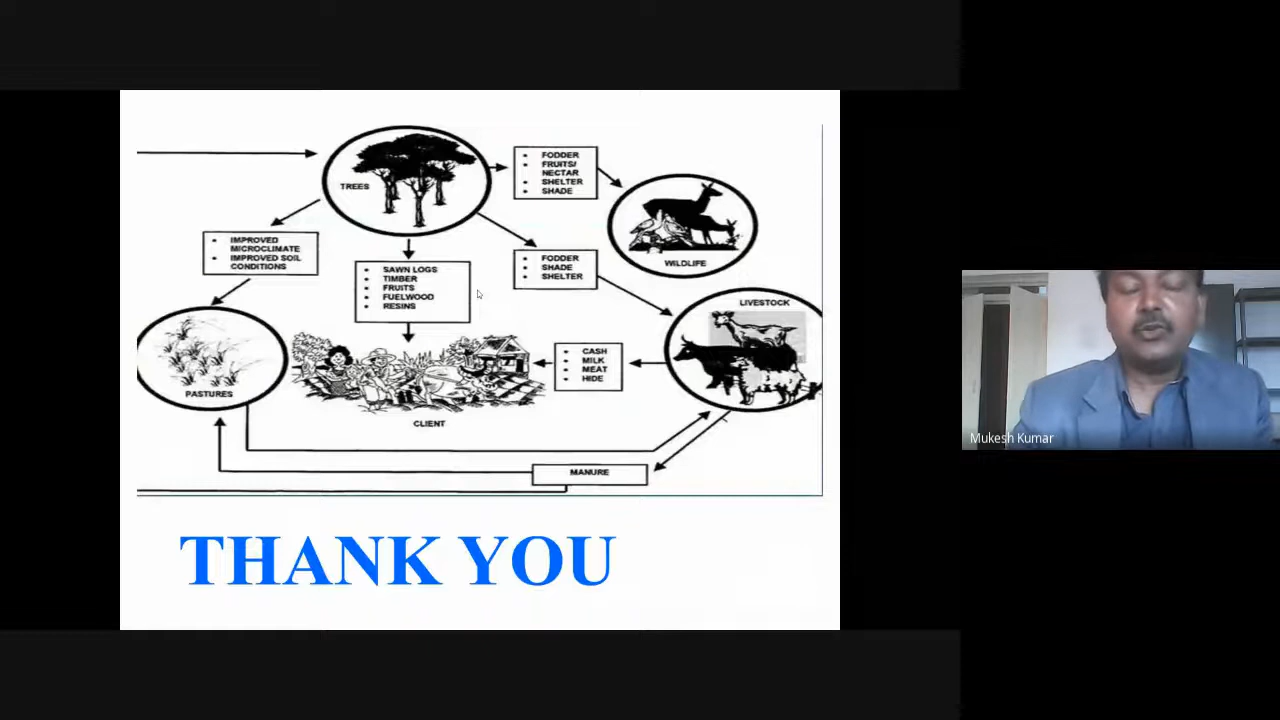 TREES
• FODDER
• FRUITS/
NECTAR
• SHELTER
• SHADE
WILDLIFE
• IMPROVED
MICROCLIMATE
• IMPROVED SOIL
CONDITIONS
• SAWN LOGS
• TIMBER
• FRUITS
• FUELWOOD
• RESINS
• FODDER
• SHADE
• SHELTER
LIVESTOCK
PASTURES
• CASH
• MILK
• MEAT
• HIDE
CLIENT
MANURE
THANK YOU
Mukesh Kumar